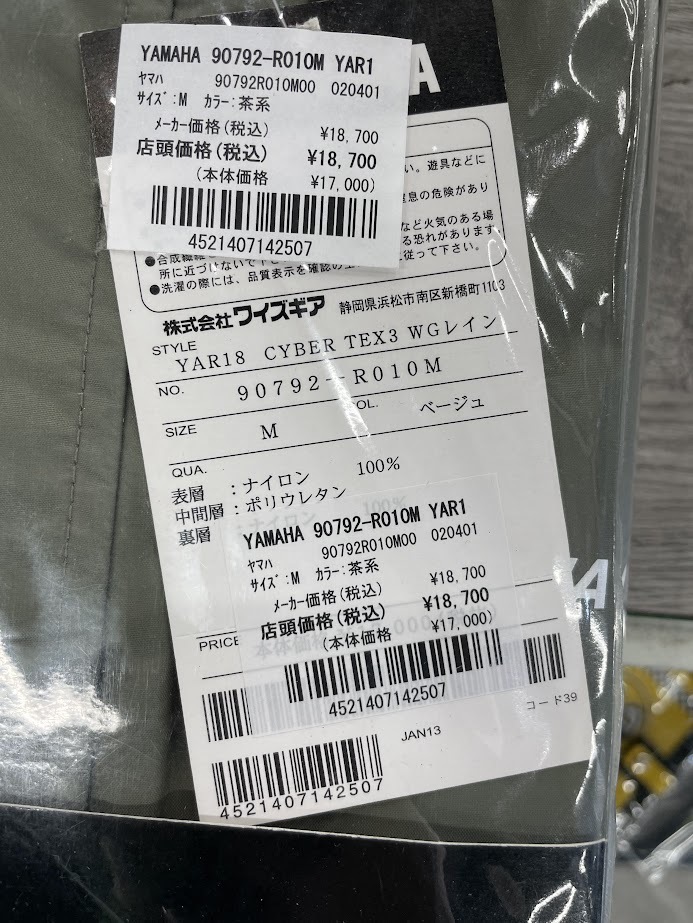 YAMAHA 90792-R010M YAR1
ヤマハ 90792R010M00 020401
サイズ:M カラー:茶系
メーカー価格(税込) ¥18,700
店頭価格(税込) ¥18,700
(本体価格 ¥17,000)
4521407142507
A
い。遊具などに
息の危険があり
など火気のある場
●合成繊維
る恐れがあります
所に近づけないで下さ
●洗濯の際には、品質表示を確認の上
従って下さい。
株式会社ワイズギア 静岡県浜松市南区新橋町1103
STYLE
YAR18 CYBER TEX3 WGレイン
NO. 90792-R010M
SIZE M OL. ベージュ
QUA.
表層 :ナイロン 100%
中間層:ポリウレタン
裏層 :ナイロン 100%
YAMAHA 90792-R010M YAR1
ヤマハ 90792R010M00 020401
サイズ:M カラー:茶系
メーカー価格(税込) ¥18,700
店頭価格(税込) ¥18,700
(本体価格 ¥17,000)
PRICE
4521407142507
コード39
JAN13
4521407142507